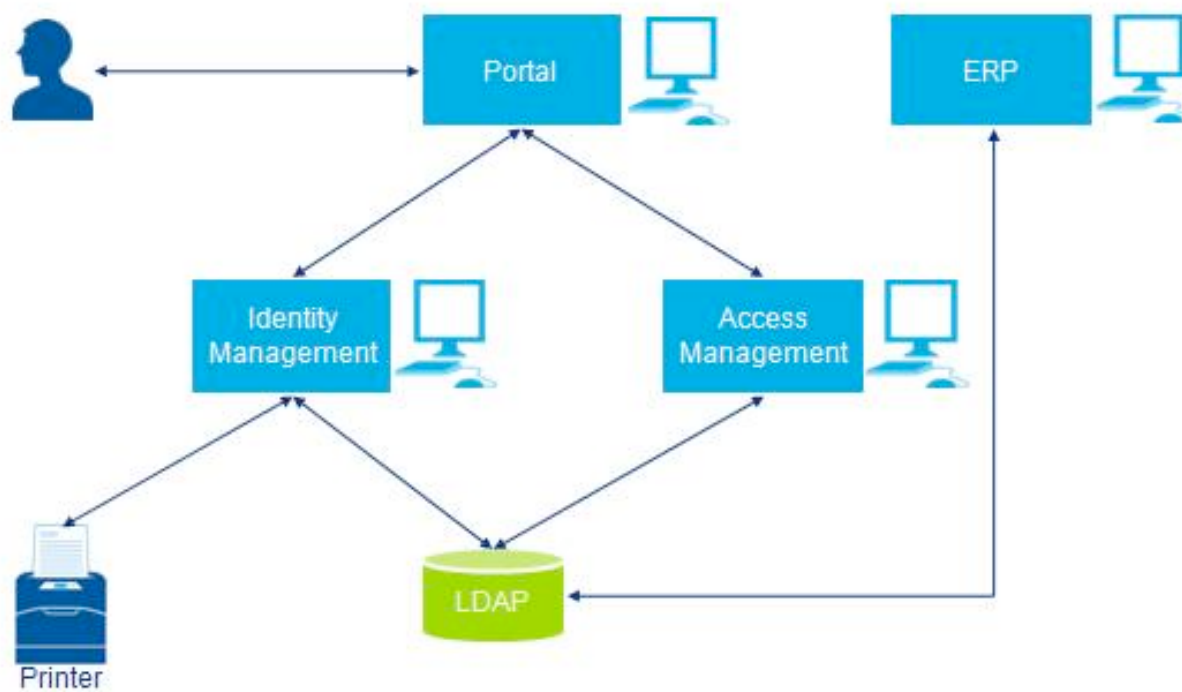 Portal
ERP
Identity
Management
Access
Management
LDAP
Printer